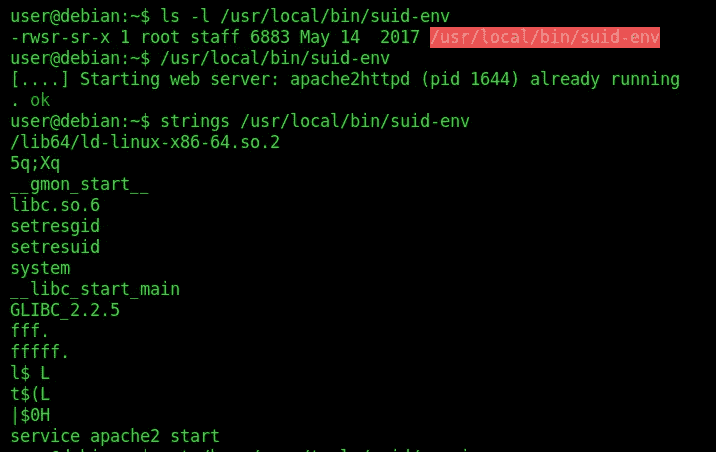 user@debian:~$ ls -l /usr/local/bin/suid-env
-rwsr-sr-x 1 root staff 6883 May 14  2017 /usr/local/bin/suid-env
user@debian:~$ /usr/local/bin/suid-env
[....] Starting web server: apache2httpd (pid 1644) already running
. ok
user@debian:~$ strings /usr/local/bin/suid-env
/lib64/ld-linux-x86-64.so.2
5q;Xq
__gmon_start__
libc.so.6
setresgid
setresuid
system
__libc_start_main
GLIBC_2.2.5
fff.
fffff.
l$ L
t$(L
|$0H
service apache2 start